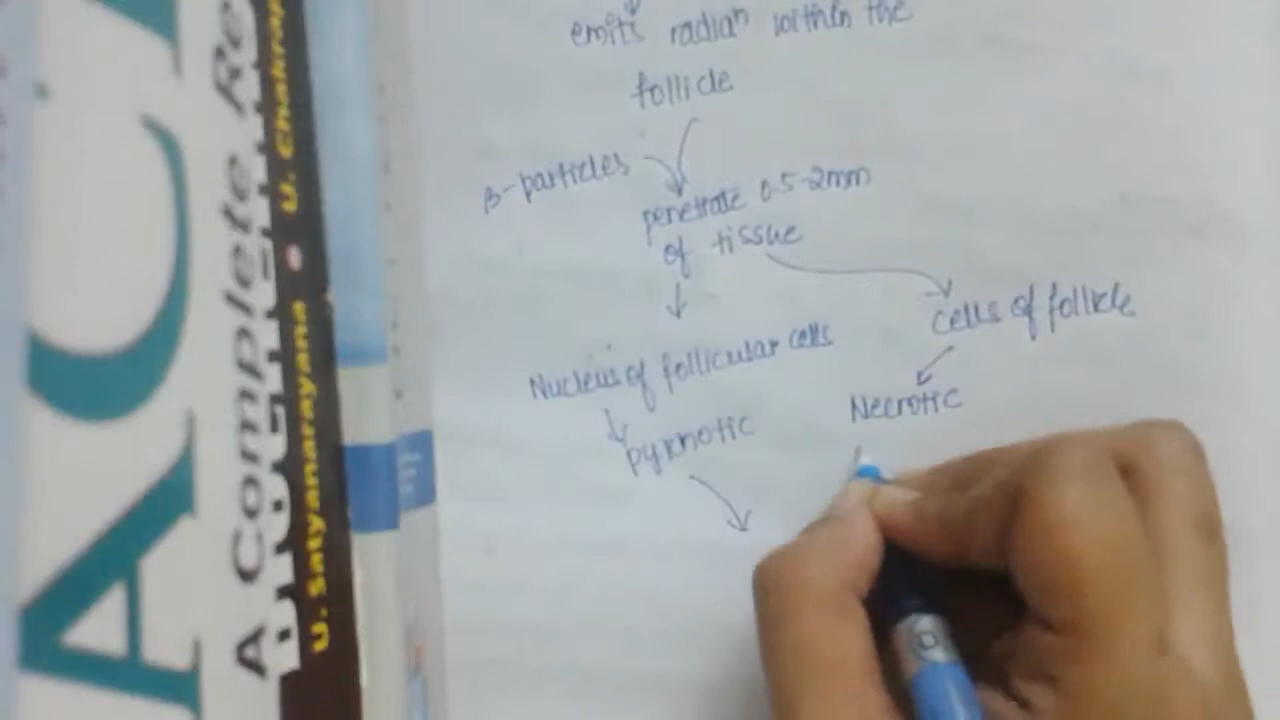 emits radian within the
follicle
β-particles
penetrate 0.5-2mm
of tissue
cells of follicle
Nucleus of follicular cells
Necrotic
pyknotic
A Complete Re
U. Satyanarayana • U. Chakrap